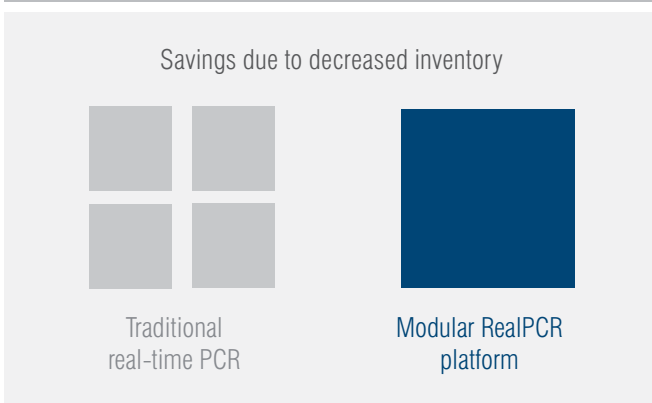 Savings due to decreased inventory
Traditional
real-time PCR
Modular RealPCR
platform